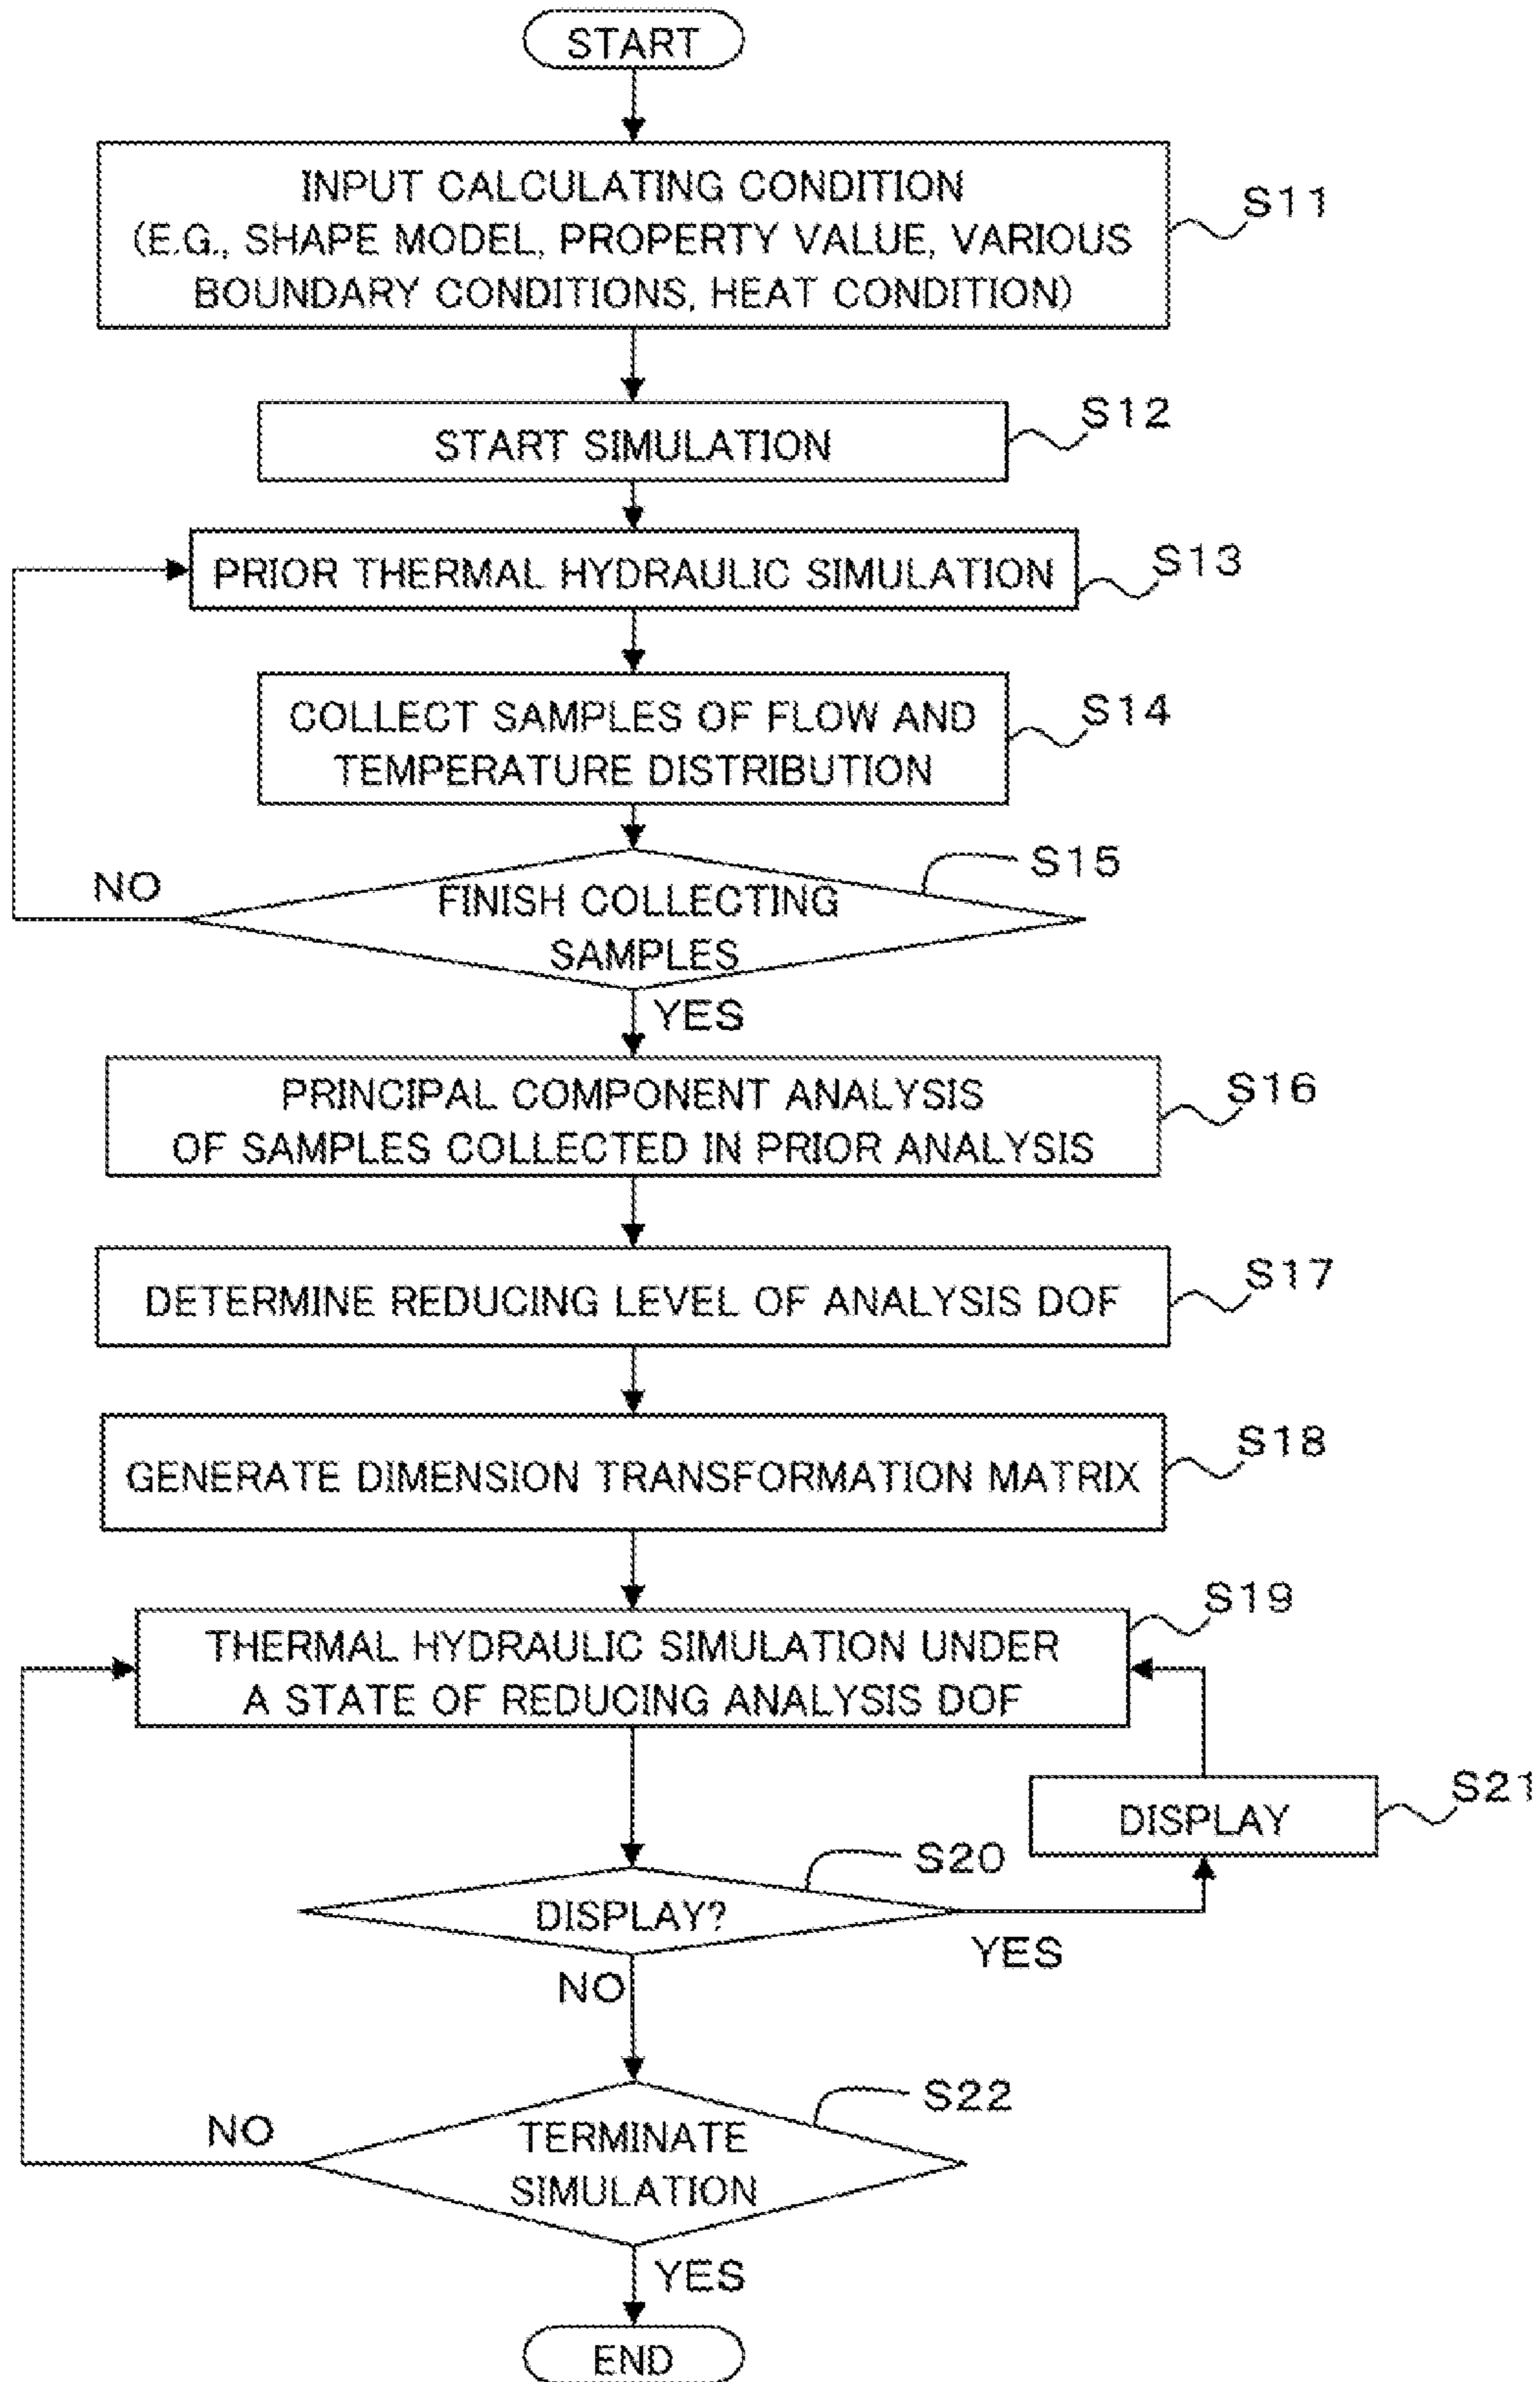 START
INPUT CALCULATING CONDITION
(E.G., SHAPE MODEL, PROPERTY VALUE, VARIOUS
BOUNDARY CONDITIONS, HEAT CONDITION)
S11
START SIMULATION
S12
PRIOR THERMAL HYDRAULIC SIMULATION
S13
COLLECT SAMPLES OF FLOW AND
TEMPERATURE DISTRIBUTION
S14
FINISH COLLECTING
SAMPLES
S15
NO
YES
PRINCIPAL COMPONENT ANALYSIS
OF SAMPLES COLLECTED IN PRIOR ANALYSIS
S16
DETERMINE REDUCING LEVEL OF ANALYSIS DOF
S17
GENERATE DIMENSION TRANSFORMATION MATRIX
S18
THERMAL HYDRAULIC SIMULATION UNDER
A STATE OF REDUCING ANALYSIS DOF
S19
DISPLAY
S21
DISPLAY?
S20
YES
NO
TERMINATE
SIMULATION
S22
NO
YES
END